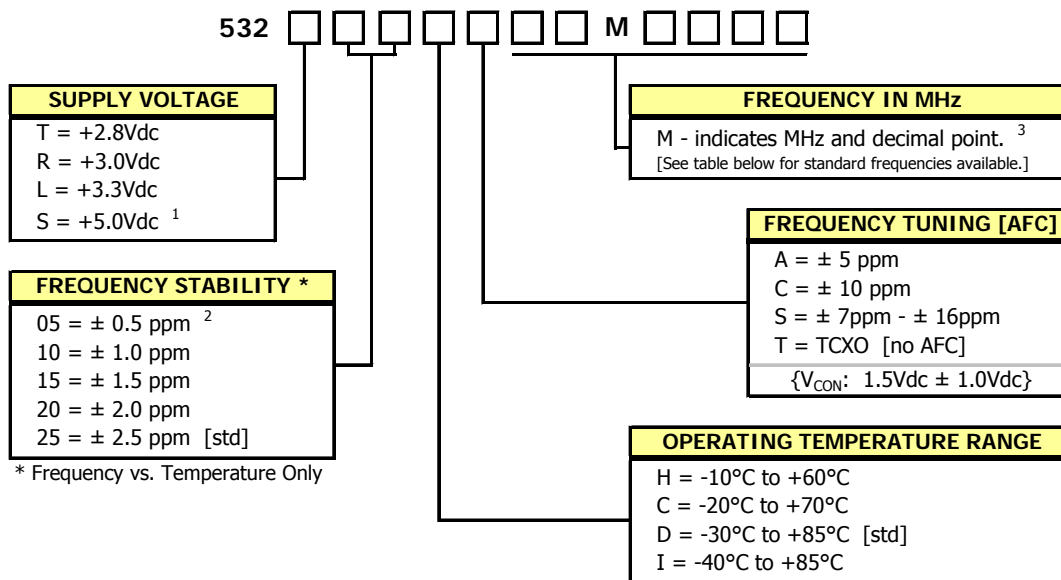 532 M
SUPPLY VOLTAGE
T = +2.8Vdc
R = +3.0Vdc
L = +3.3Vdc
S = +5.0Vdc 1
FREQUENCY IN MHz
M - indicates MHz and decimal point. 3
[See table below for standard frequencies available.]
FREQUENCY TUNING [AFC]
A = ± 5 ppm
C = ± 10 ppm
S = ± 7ppm - ± 16ppm
T = TCXO [no AFC]
{VCON: 1.5Vdc ± 1.0Vdc}
FREQUENCY STABILITY *
05 = ± 0.5 ppm 2
10 = ± 1.0 ppm
15 = ± 1.5 ppm
20 = ± 2.0 ppm
25 = ± 2.5 ppm [std]
* Frequency vs. Temperature Only
OPERATING TEMPERATURE RANGE
H = -10°C to +60°C
C = -20°C to +70°C
D = -30°C to +85°C [std]
I = -40°C to +85°C